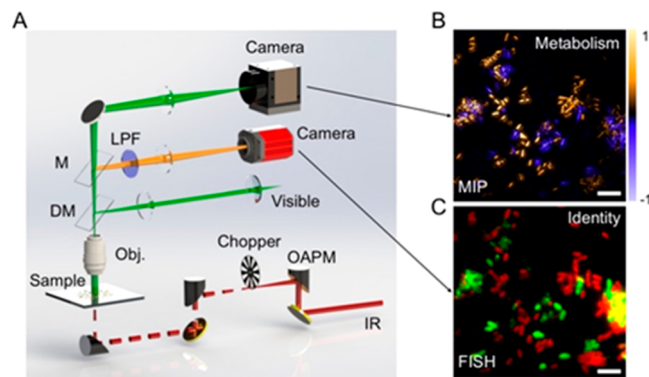 A
Camera
LPF
Camera
M
DM
Visible
Obj.
Chopper
OAPM
Sample
IR
B
Metabolism
1
MIP
-1
C
Identity
FISH